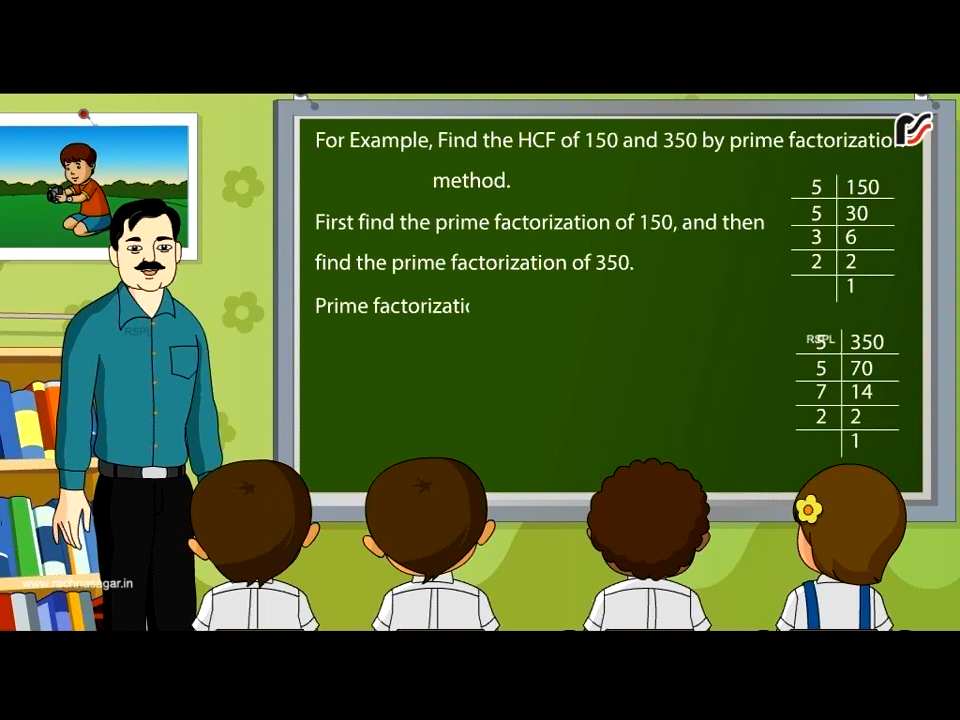 For Example, Find the HCF of 150 and 350 by prime factorization
method.
First find the prime factorization of 150, and then
find the prime factorization of 350.
Prime factorizatic
5 150
5 30
3 6
2 2
1
5 350
5 70
7 14
2 2
1
RSPL
RSPL
www.rachnasagar.in